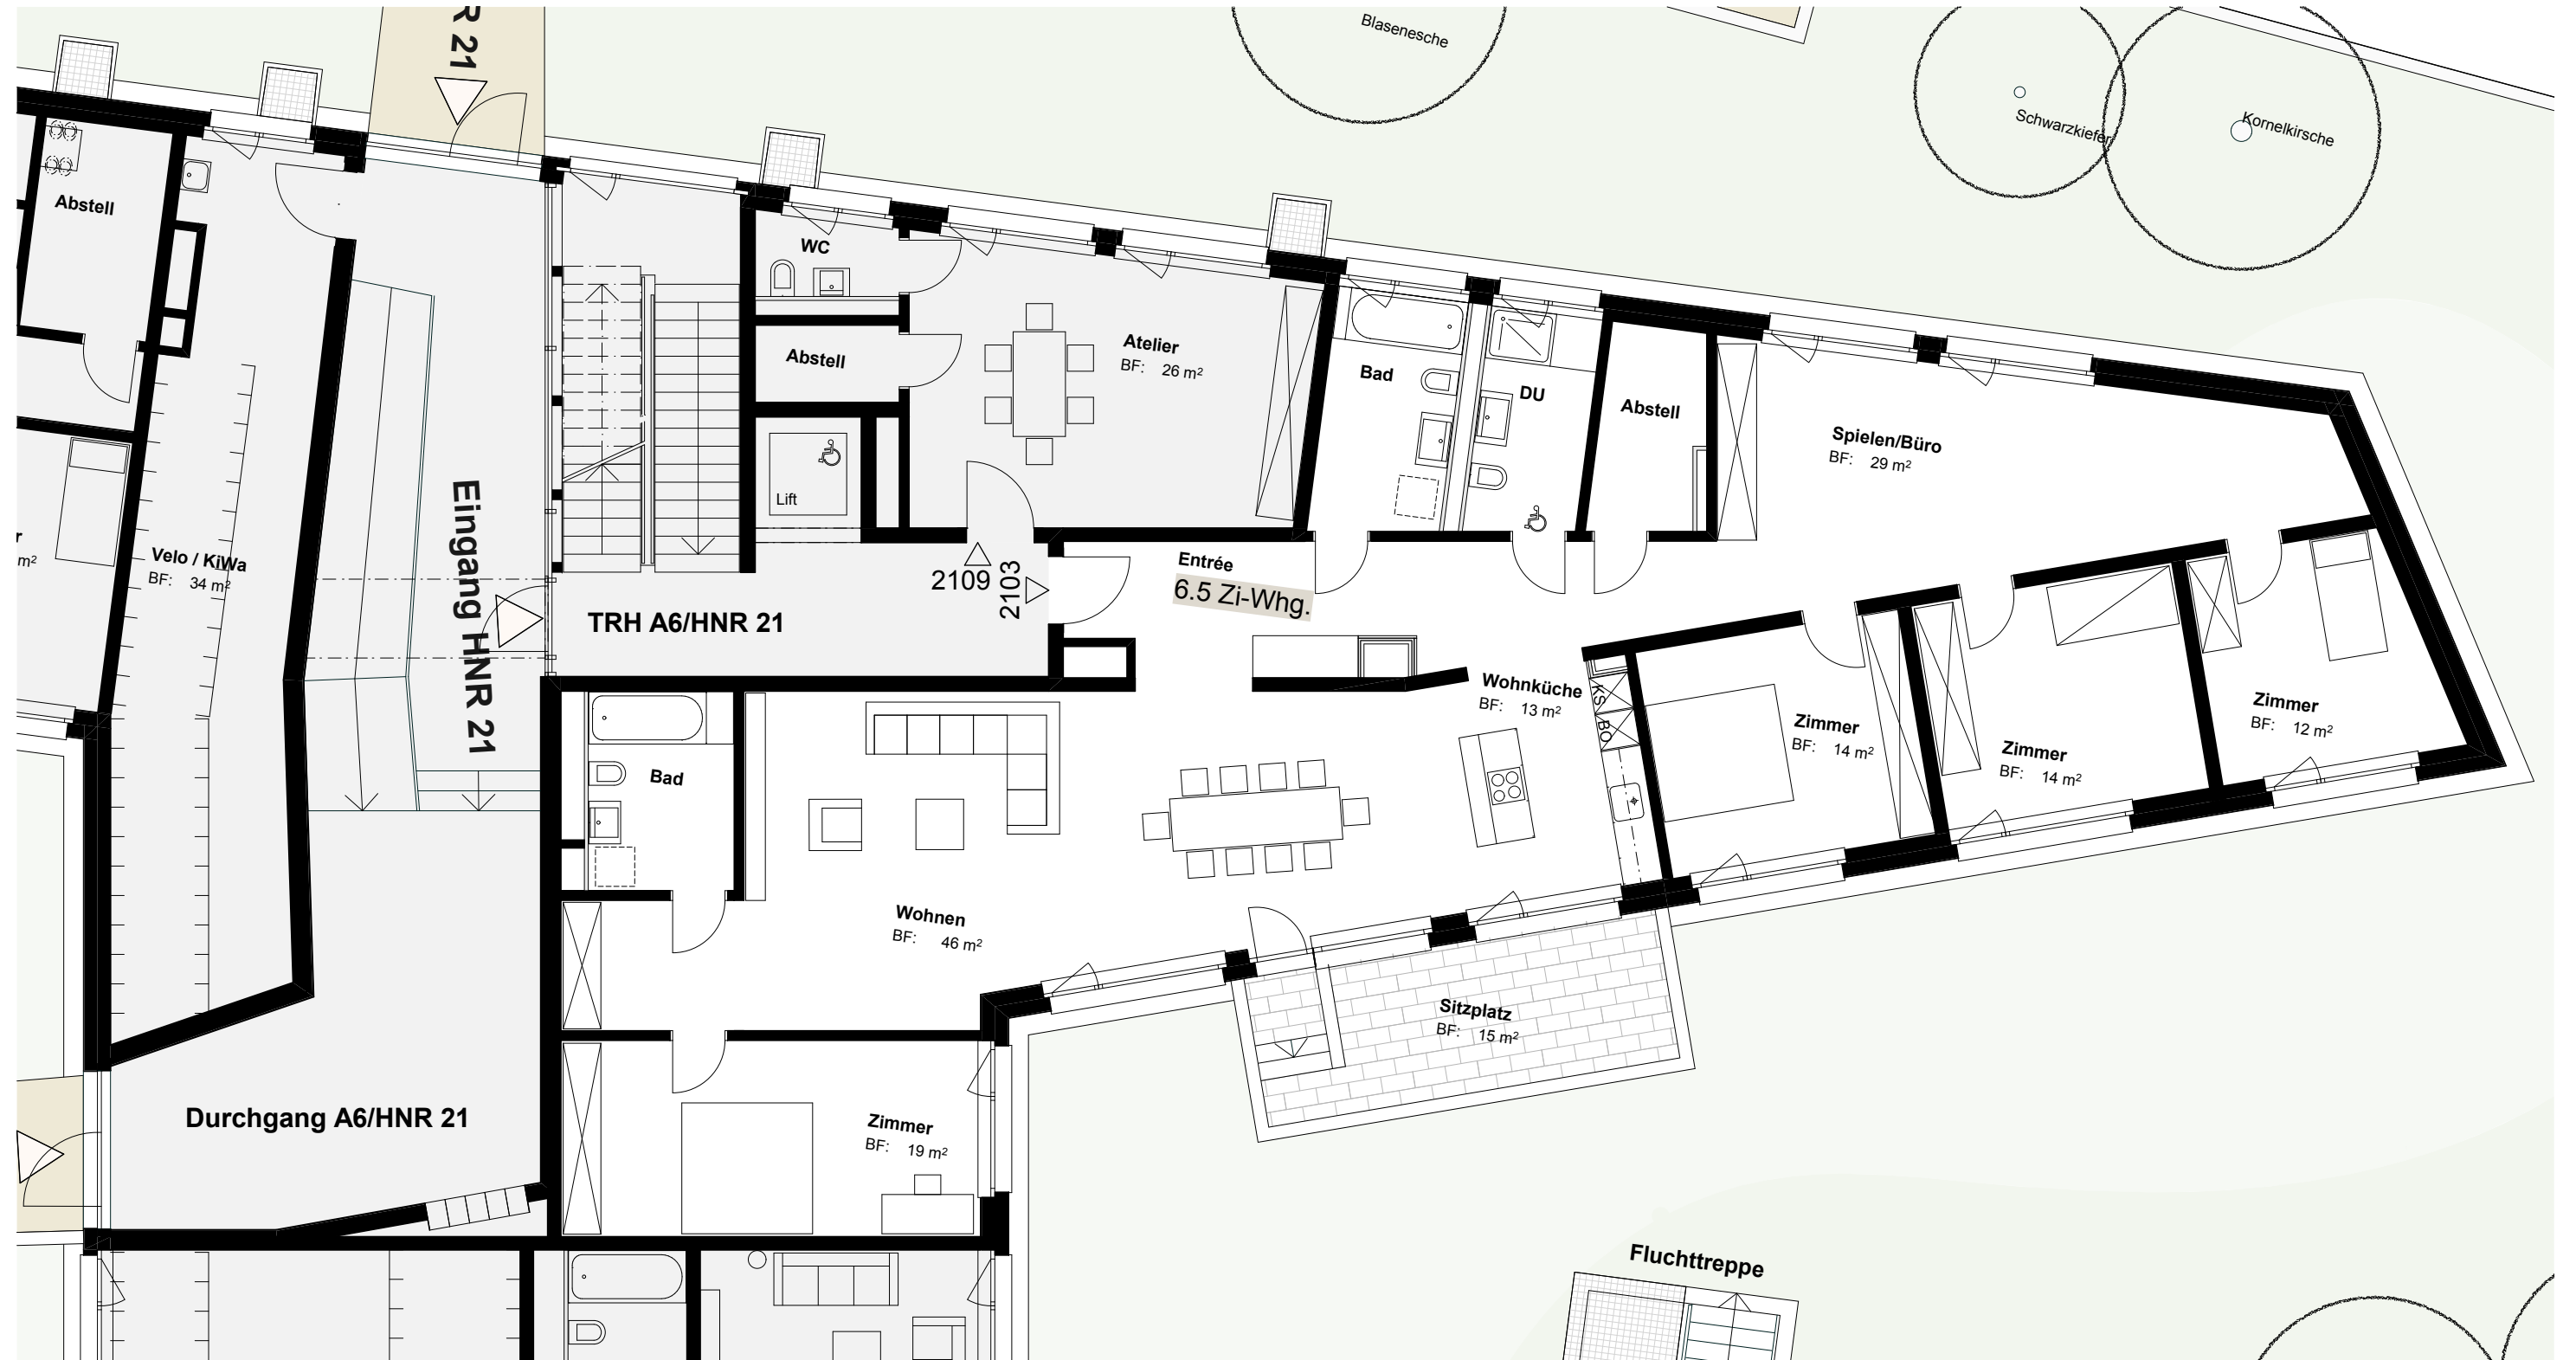 R 21
Blasenesche
Schwarzkiefer
Kornelkirsche
Abstell
WC
Abstell
Atelier
BF: 26 m²
Bad
DU
Abstell
Spielen/Büro
BF: 29 m²
Lift
r
m²
Velo / KiWa
BF: 34 m²
Eingang HNR 21
TRH A6/HNR 21
2109
2103
Entrée
6.5 Zi-Whg.
Wohnküche
BF: 13 m²
KS
BO
Zimmer
BF: 14 m²
Zimmer
BF: 14 m²
Zimmer
BF: 12 m²
Bad
Wohnen
BF: 46 m²
Sitzplatz
BF: 15 m²
Durchgang A6/HNR 21
Zimmer
BF: 19 m²
Fluchttreppe